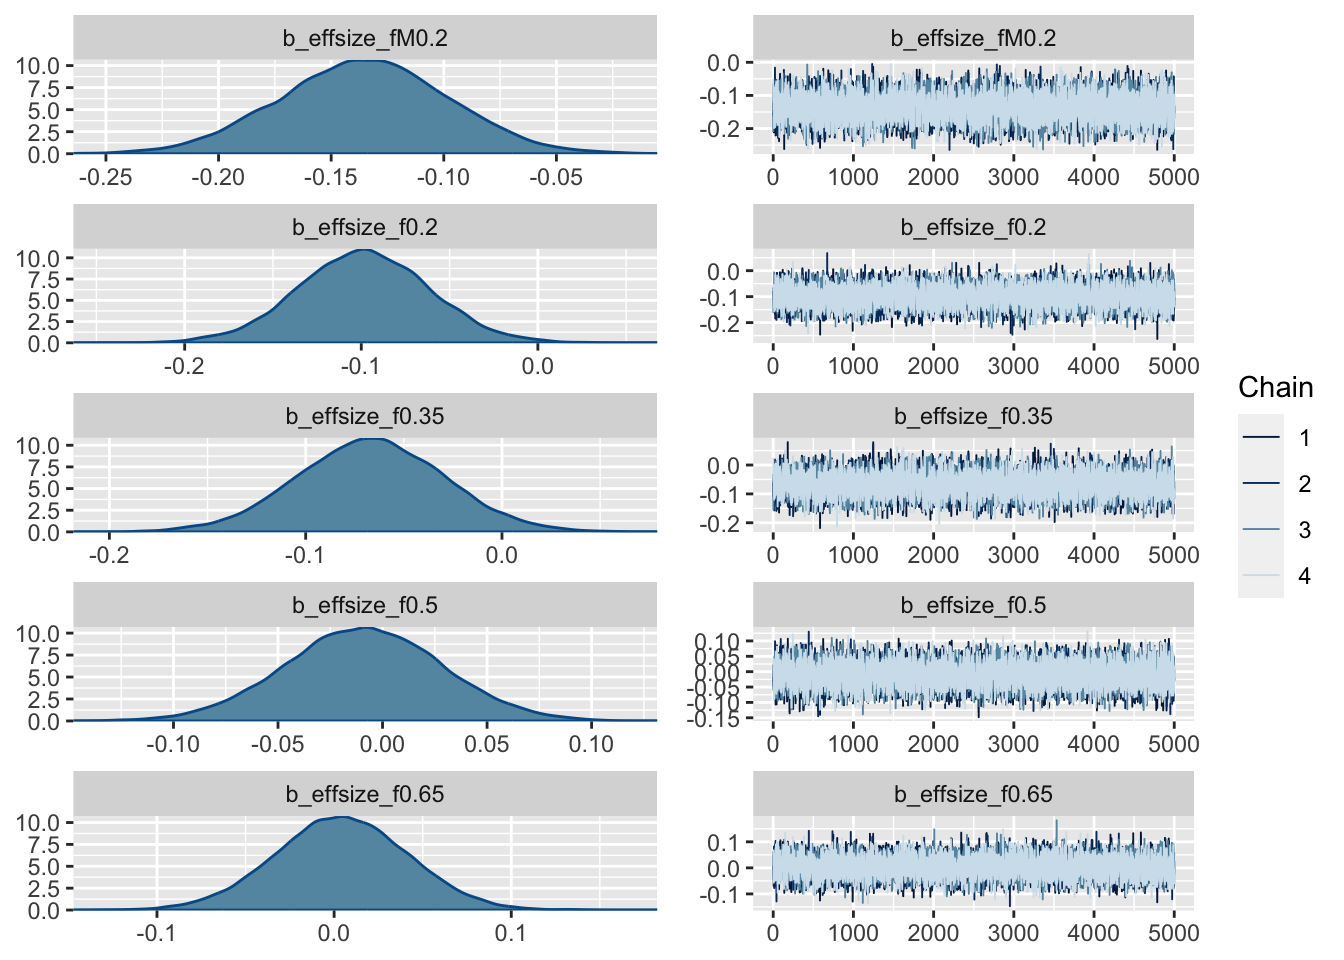 b_effsize_fM0.2
10.0
7.5
5.0
2.5
0.0
-0.25 -0.20 -0.15 -0.10 -0.05
b_effsize_fM0.2
0.0
-0.1
-0.2
0 1000 2000 3000 4000 5000
b_effsize_f0.2
10.0
7.5
5.0
2.5
0.0
-0.2 -0.1 0.0
b_effsize_f0.2
0.0
-0.1
-0.2
0 1000 2000 3000 4000 5000
b_effsize_f0.35
10.0
7.5
5.0
2.5
0.0
-0.2 -0.1 0.0
b_effsize_f0.35
0.0
-0.1
-0.2
0 1000 2000 3000 4000 5000
b_effsize_f0.5
10.0
7.5
5.0
2.5
0.0
-0.10 -0.05 0.00 0.05 0.10
b_effsize_f0.5
0.10
0.05
0.00
-0.05
-0.10
-0.15
0 1000 2000 3000 4000 5000
b_effsize_f0.65
10.0
7.5
5.0
2.5
0.0
-0.1 0.0 0.1
b_effsize_f0.65
0.1
0.0
-0.1
0 1000 2000 3000 4000 5000
Chain
1
2
3
4